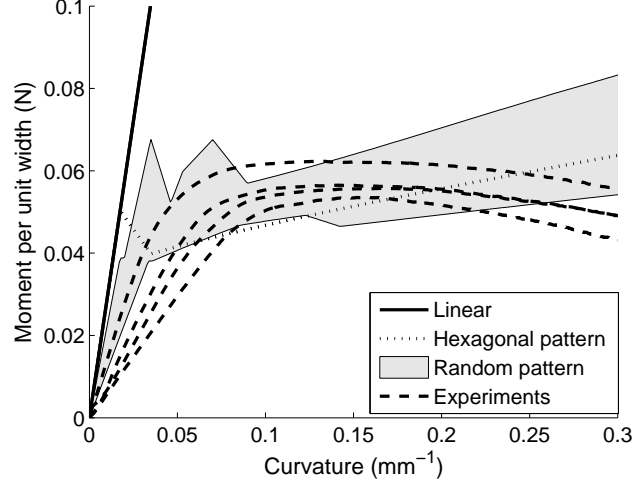 0.1
0.08
0.06
0.04
0.02
0
Moment per unit width (N)
Linear
Hexagonal pattern
Random pattern
Experiments
0 0.05 0.1 0.15 0.2 0.25 0.3
Curvature (mm⁻¹)